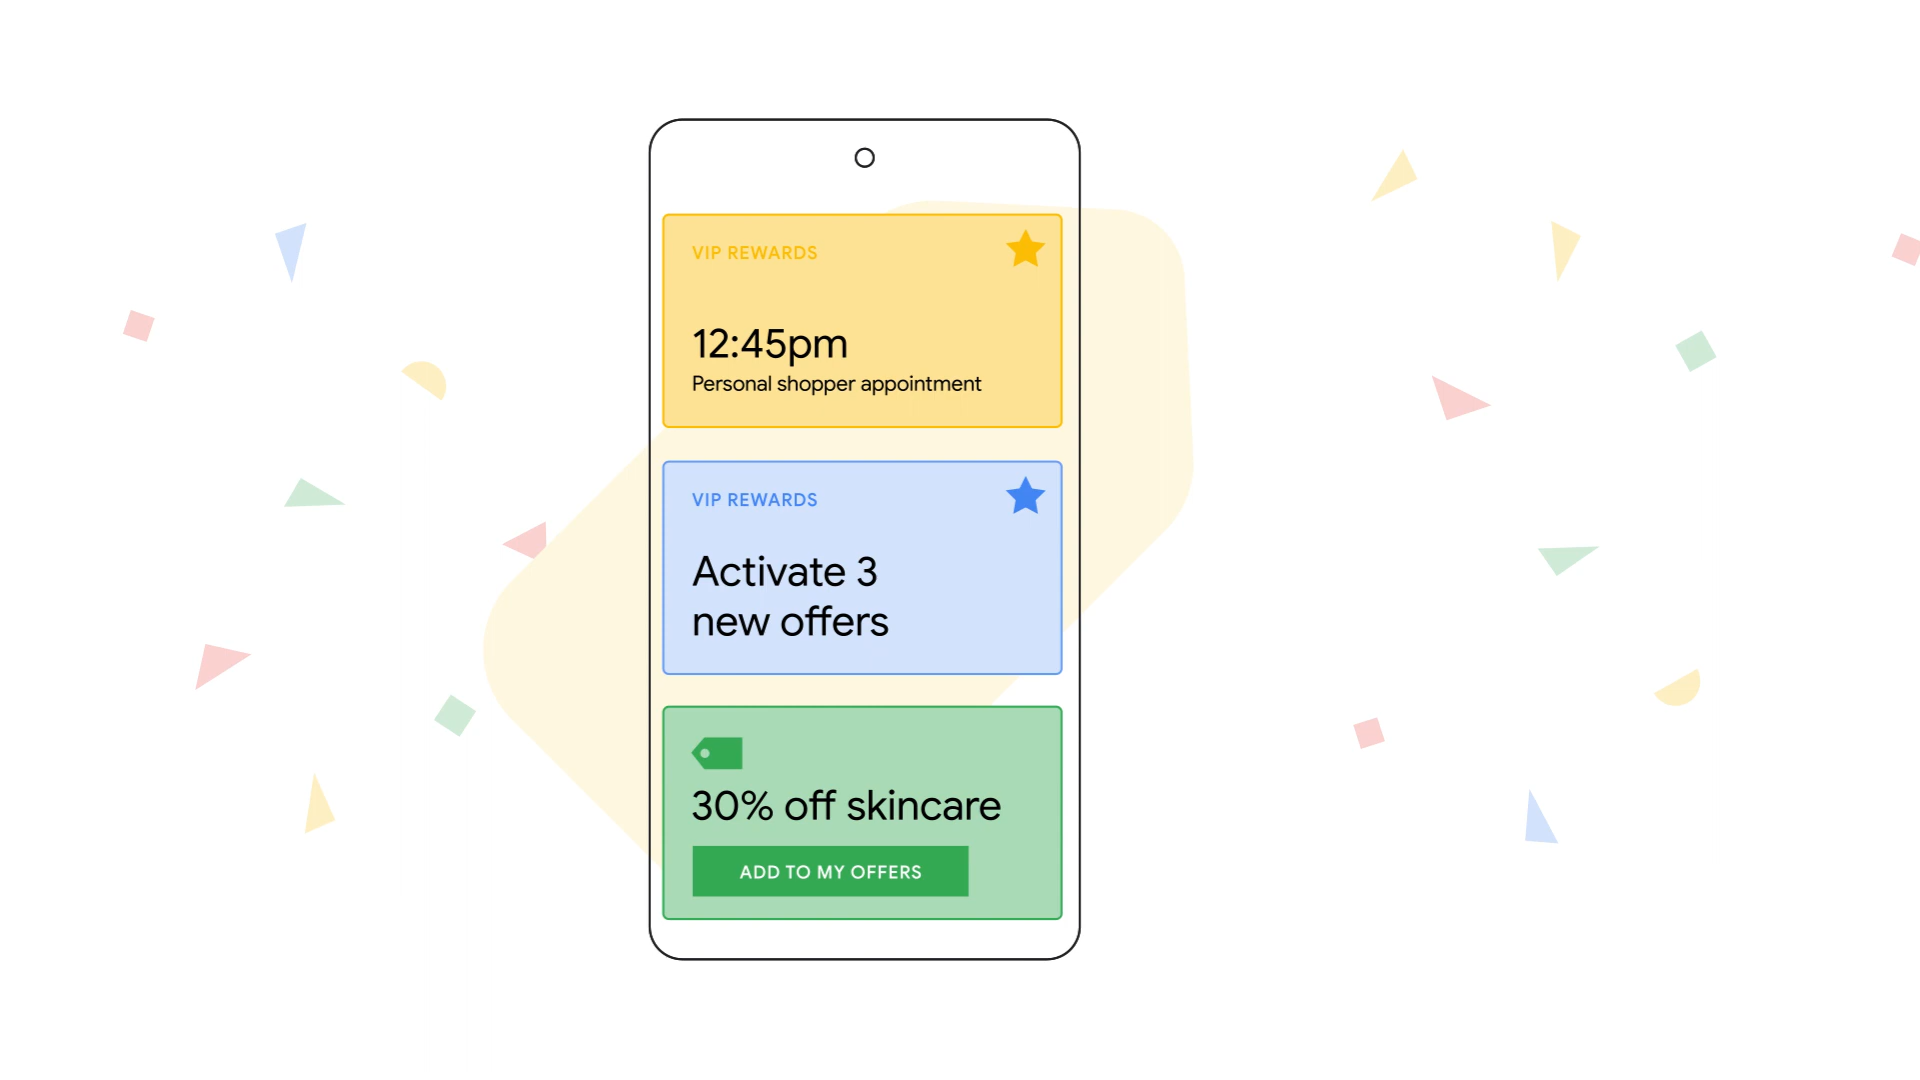 VIP REWARDS
12:45pm
Personal shopper appointment
VIP REWARDS
Activate 3
new offers
30% off skincare
ADD TO MY OFFERS